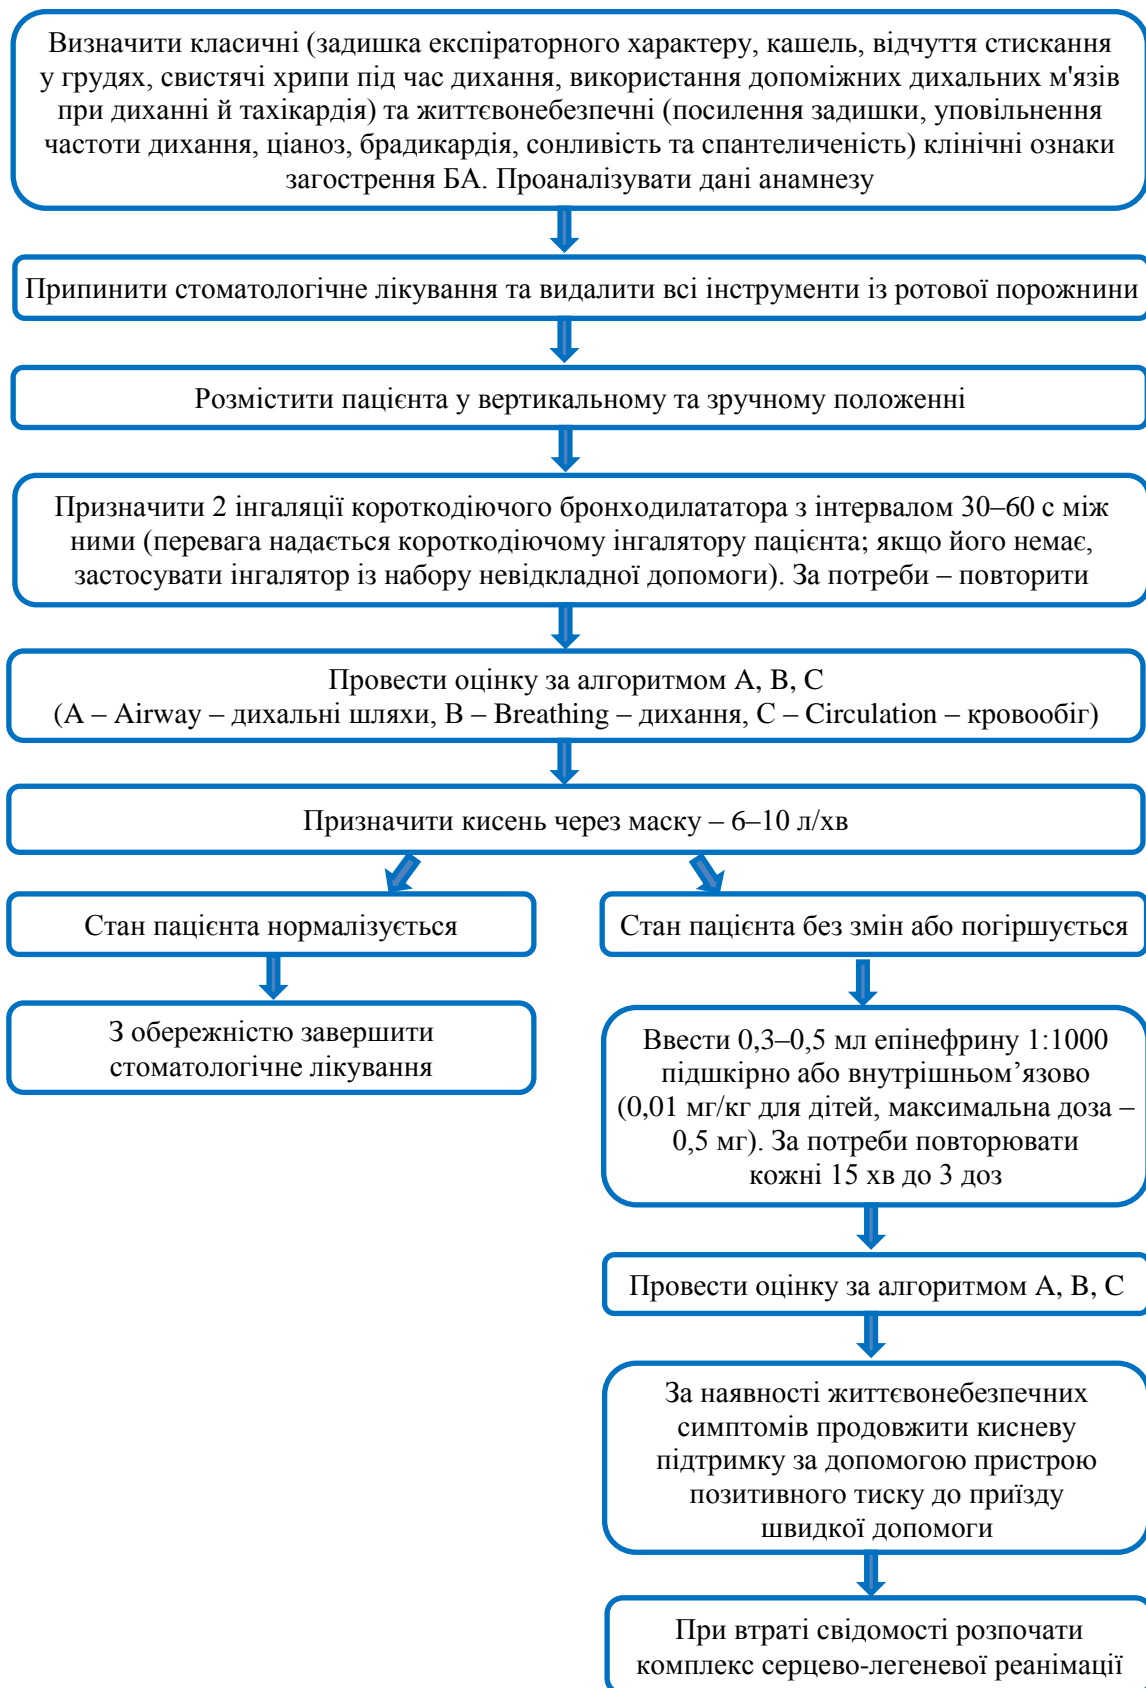 Визначити класичні (задишка експіраторного характеру, кашель, відчуття стискання
у грудях, свистячі хрипи під час дихання, використання допоміжних дихальних м'язів
при диханні й тахікардія) та життєвонебезпечні (посилення задишки, уповільнення
частоти дихання, ціаноз, брадикардія, сонливість та спантеличеність) клінічні ознаки
загострення БА. Проаналізувати дані анамнезу
Припинити стоматологічне лікування та видалити всі інструменти із ротової порожнини
Розмістити пацієнта у вертикальному та зручному положенні
Призначити 2 інгаляції короткодіючого бронходилататора з інтервалом 30–60 с між
ними (перевага надається короткодіючому інгалятору пацієнта; якщо його немає,
застосувати інгалятор із набору невідкладної допомоги). За потреби – повторити
Провести оцінку за алгоритмом А, В, С
(A – Airway – дихальні шляхи, B – Breathing – дихання, C – Circulation – кровообіг)
Призначити кисень через маску – 6–10 л/хв
Стан пацієнта нормалізується
З обережністю завершити
стоматологічне лікування
Стан пацієнта без змін або погіршується
Ввести 0,3–0,5 мл епінефрину 1:1000
підшкірно або внутрішньом’язово
(0,01 мг/кг для дітей, максимальна доза –
0,5 мг). За потреби повторювати
кожні 15 хв до 3 доз
Провести оцінку за алгоритмом А, В, С
За наявності життєвонебезпечних
симптомів продовжити кисневу
підтримку за допомогою пристрою
позитивного тиску до приїзду
швидкої допомоги
При втраті свідомості розпочати
комплекс серцево-легеневої реанімації